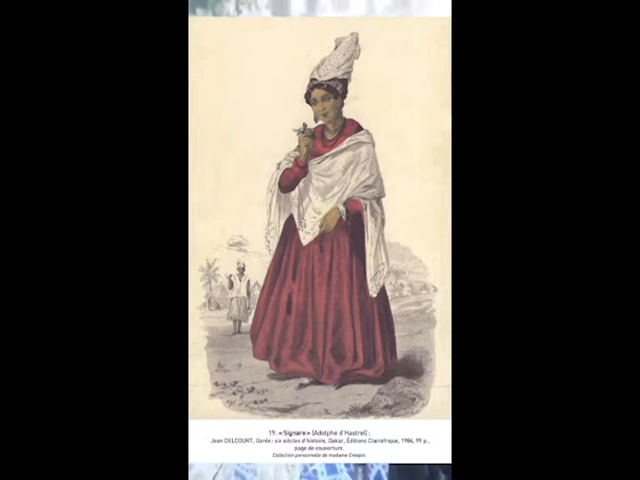 19. «Signare» (Adolphe d'Hastrel) :
Jean DELCOURT, Gorée : six siècles d'histoire, Dakar, Éditions Clairafrique, 1984, 99 p.,
page de couverture.
Collection personnelle de madame Crespin.